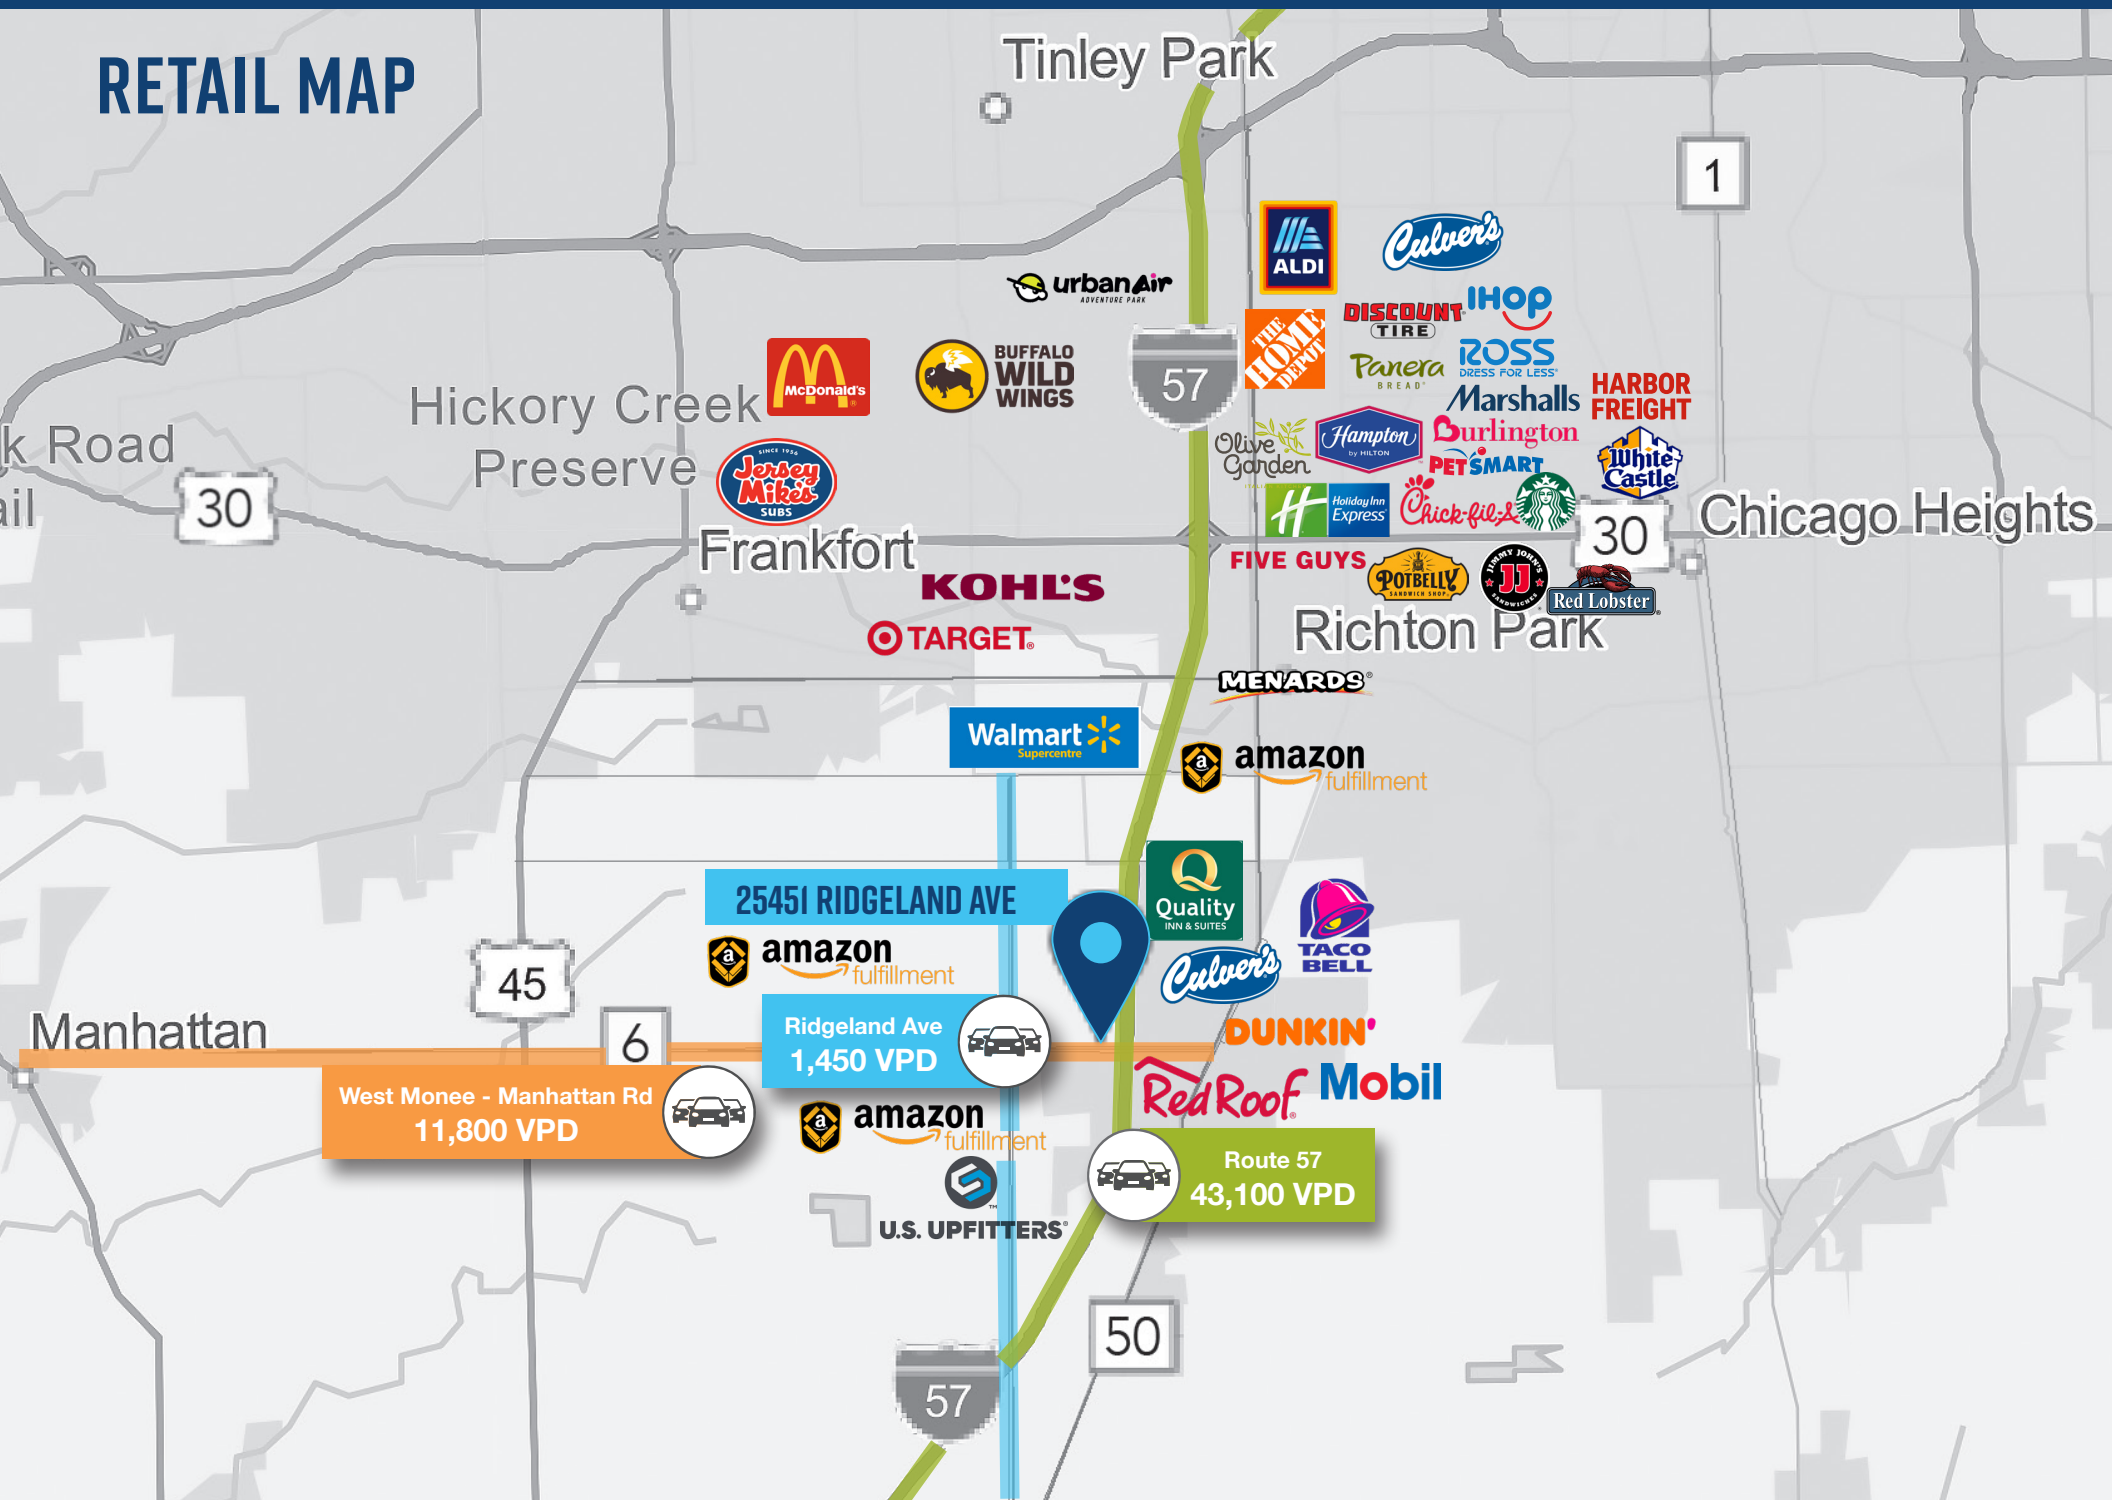 RETAIL MAP
Tinley Park
1
ALDI
Culver's
urbanAir
ADVENTURE PARK
THE HOME DEPOT
DISCOUNT
TIRE
IHOP
57
McDonald's
BUFFALO
WILD
WINGS
Panera
BREAD
ROSS
DRESS FOR LESS
Marshalls
HARBOR
FREIGHT
Hickory Creek
Preserve
k Road
ail
30
SINCE 1956
Jersey
Mike's
SUBS
Olive
Garden
Hampton
by HILTON
Burlington
PETSMART
White
Castle
H
Holiday Inn
Express
Chick-fil-A
30
Chicago Heights
Frankfort
KOHL'S
TARGET
FIVE GUYS
POTBELLY
SANDWICH SHOP
JIMMY JOHN'S
JJ
SANDWICHES
Red Lobster
Richton Park
MENARDS®
Walmart
Supercentre
a
amazon
fulfillment
25451 RIDGELAND AVE
Q
Quality
INN & SUITES
TACO
BELL
a
amazon
fulfillment
Culver's
45
Manhattan
6
Ridgeland Ave
1,450 VPD
DUNKIN'
West Monee - Manhattan Rd
11,800 VPD
Red Roof
Mobil
a
amazon
fulfillment
Route 57
43,100 VPD
U.S. UPFITTERS®
50
57